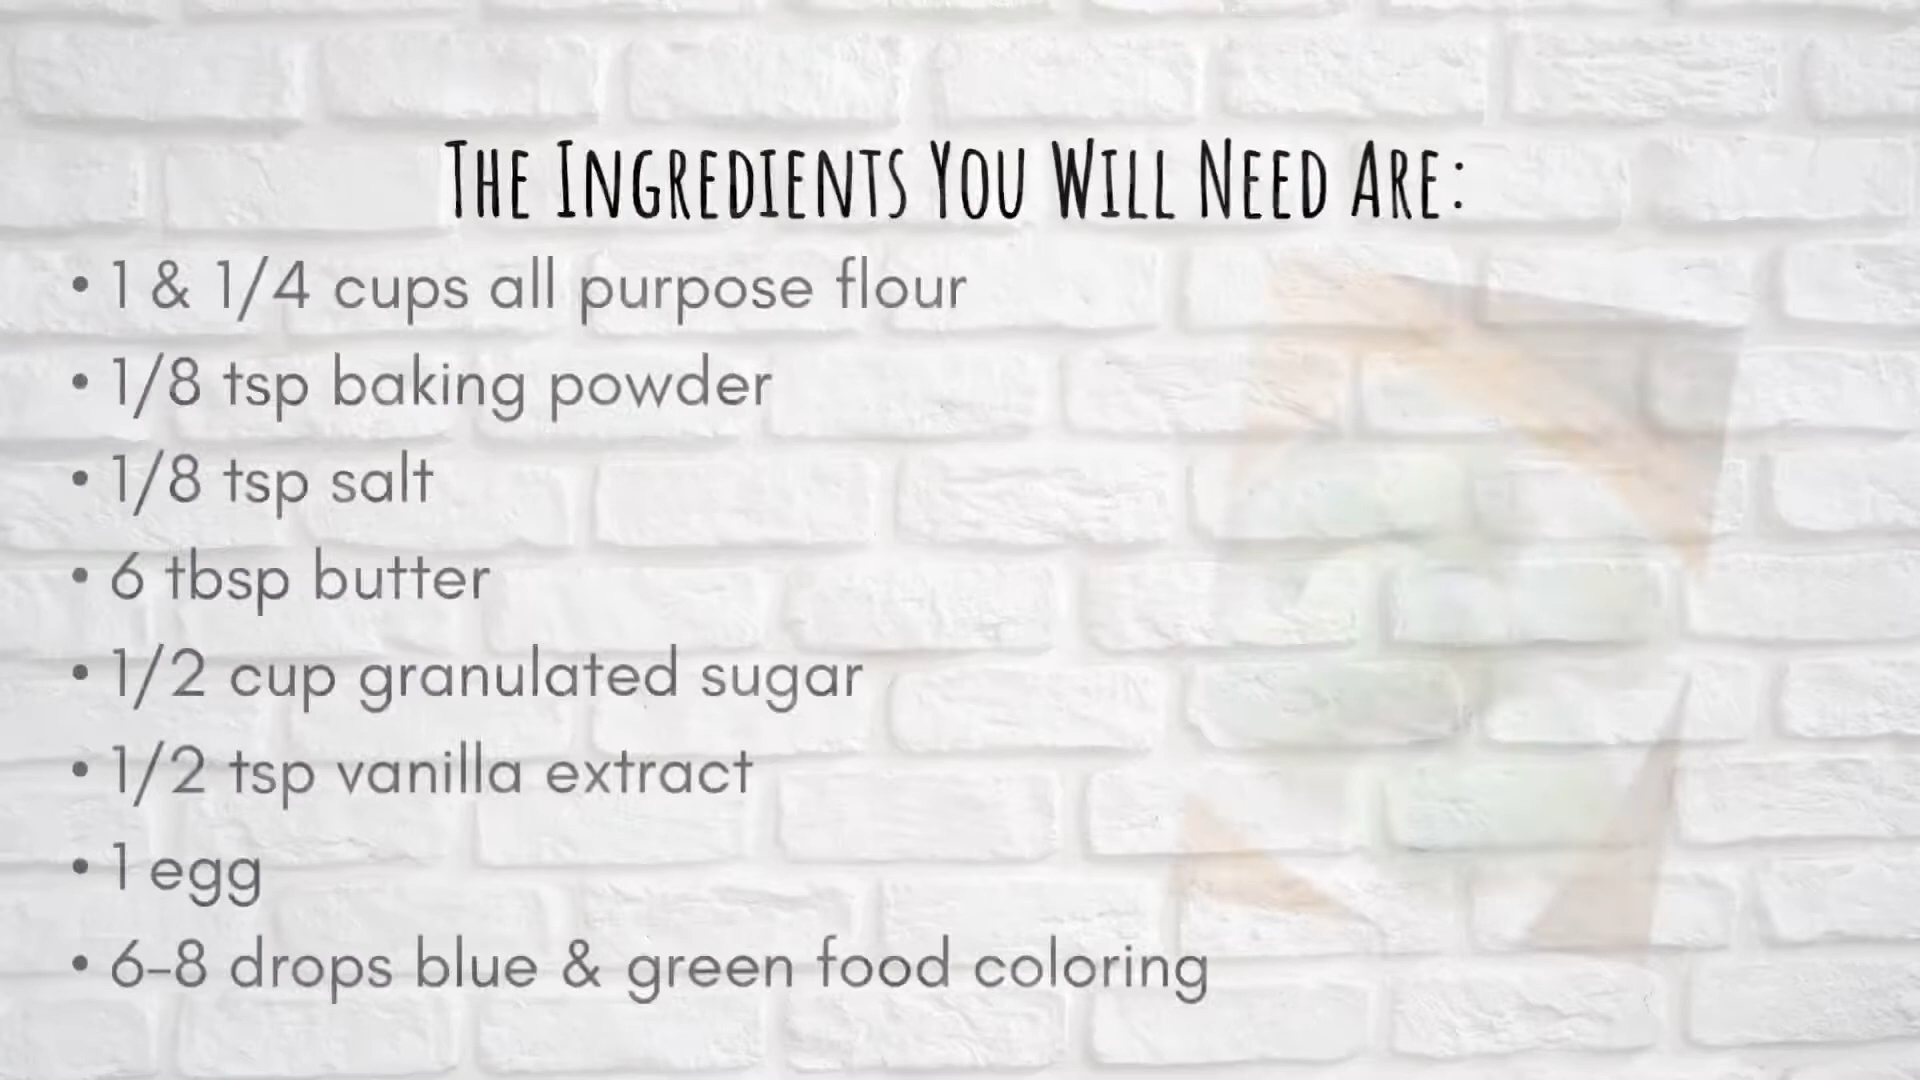 The Ingredients You Will Need Are:
• 1 & 1/4 cups all purpose flour
• 1/8 tsp baking powder
• 1/8 tsp salt
• 6 tbsp butter
• 1/2 cup granulated sugar
• 1/2 tsp vanilla extract
• 1 egg
• 6-8 drops blue & green food coloring